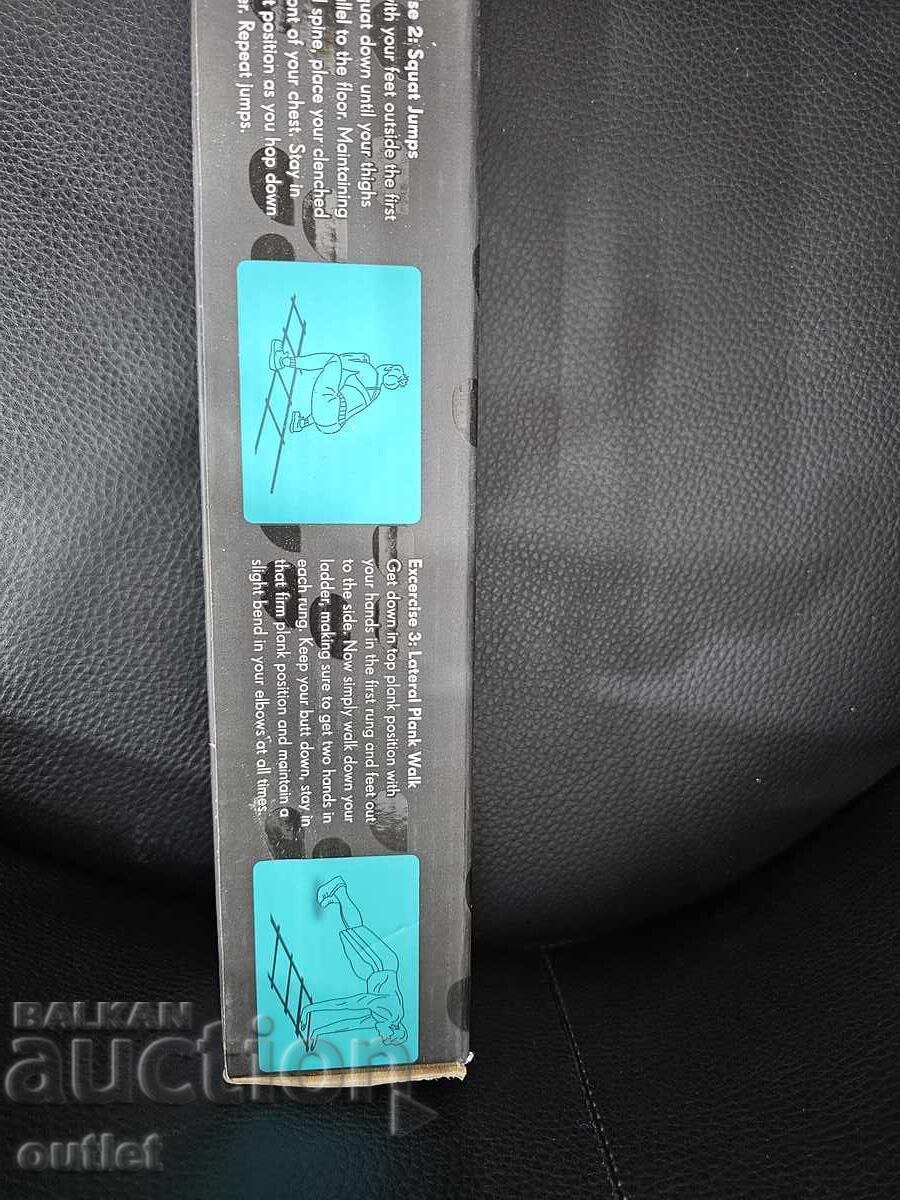 se 2: Squat Jumps
with your feet outside the first
quat down until your thighs
allel to the floor. Maintaining
l spine, place your clenched
ont of your chest. Stay in
t position as you hop down
er. Repeat jumps.
Excercise 3: Lateral Plank Walk
Get down in top plank position with
your hands in the first rung and feet out
to the side. Now simply walk down your
ladder, making sure to get two hands in
each rung. Keep your butt down, stay in
that firm plank position and maintain a
slight bend in your elbows at all times.
BALKAN
auction
outlet